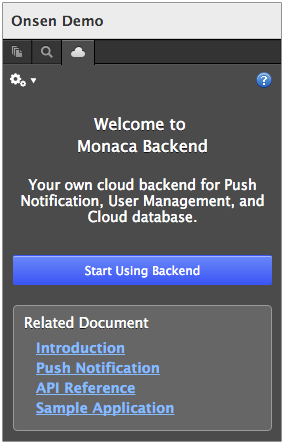 Onsen Demo
?
Welcome to
Monaca Backend
Your own cloud backend for Push
Notification, User Management, and
Cloud database.
Start Using Backend
Related Document
Introduction
Push Notification
API Reference
Sample Application